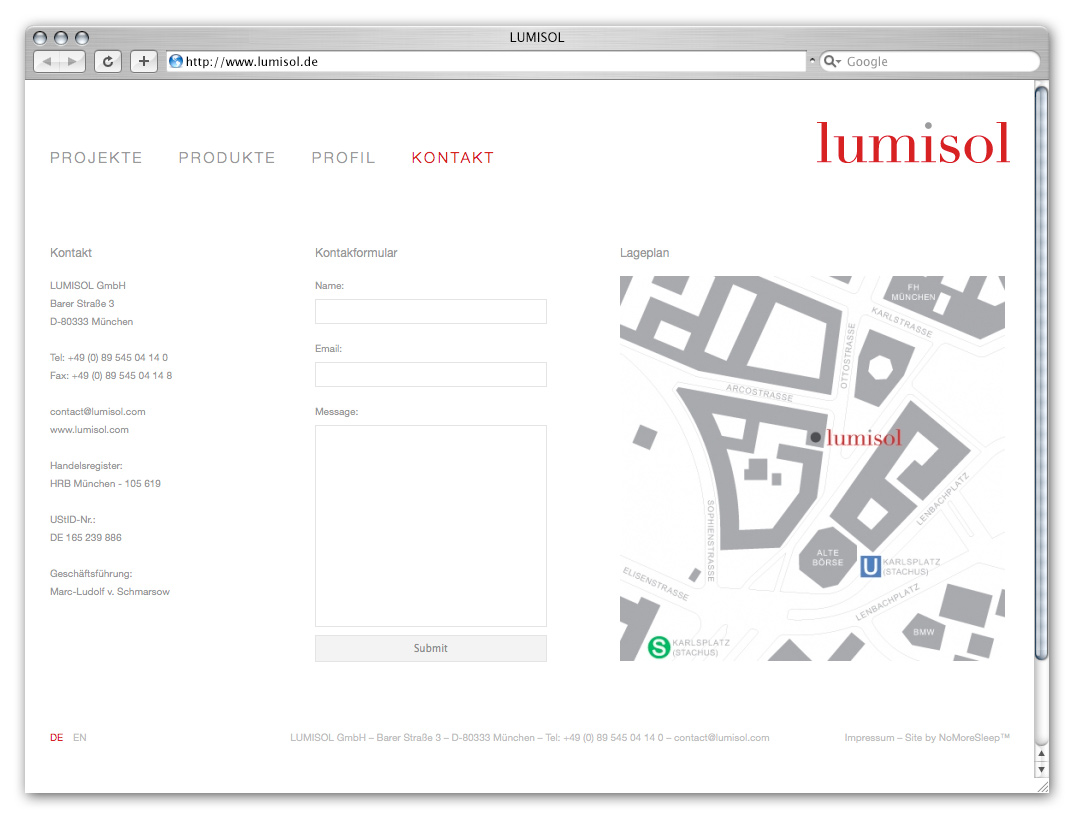 LUMISOL
http://www.lumisol.de
Google
PROJEKTE PRODUKTE PROFIL KONTAKT
lumisol
Kontakt
LUMISOL GmbH
Barer Straße 3
D-80333 München
Tel: +49 (0) 89 545 04 14 0
Fax: +49 (0) 89 545 04 14 8
contact@lumisol.com
www.lumisol.com
Handelsregister:
HRB München - 105 619
UStID-Nr.:
DE 165 239 886
Geschäftsführung:
Marc-Ludolf v. Schmarsow
Kontakformular
Name:
Email:
Message:
Submit
Lageplan
FH
MÜNCHEN
KARLSTRASSE
OTTOSTRASSE
ARCOSTRASSE
lumisol
LENBACHPLATZ
SOPHIENSTRASSE
ALTE
BÖRSE
U KARLSPLATZ
(STACHUS)
ELISENSTRASSE
LENBACHPLATZ
BMW
S KARLSPLATZ
(STACHUS)
DE EN
LUMISOL GmbH – Barer Straße 3 – D-80333 München – Tel: +49 (0) 89 545 04 14 0 – contact@lumisol.com
Impressum – Site by NoMoreSleep™